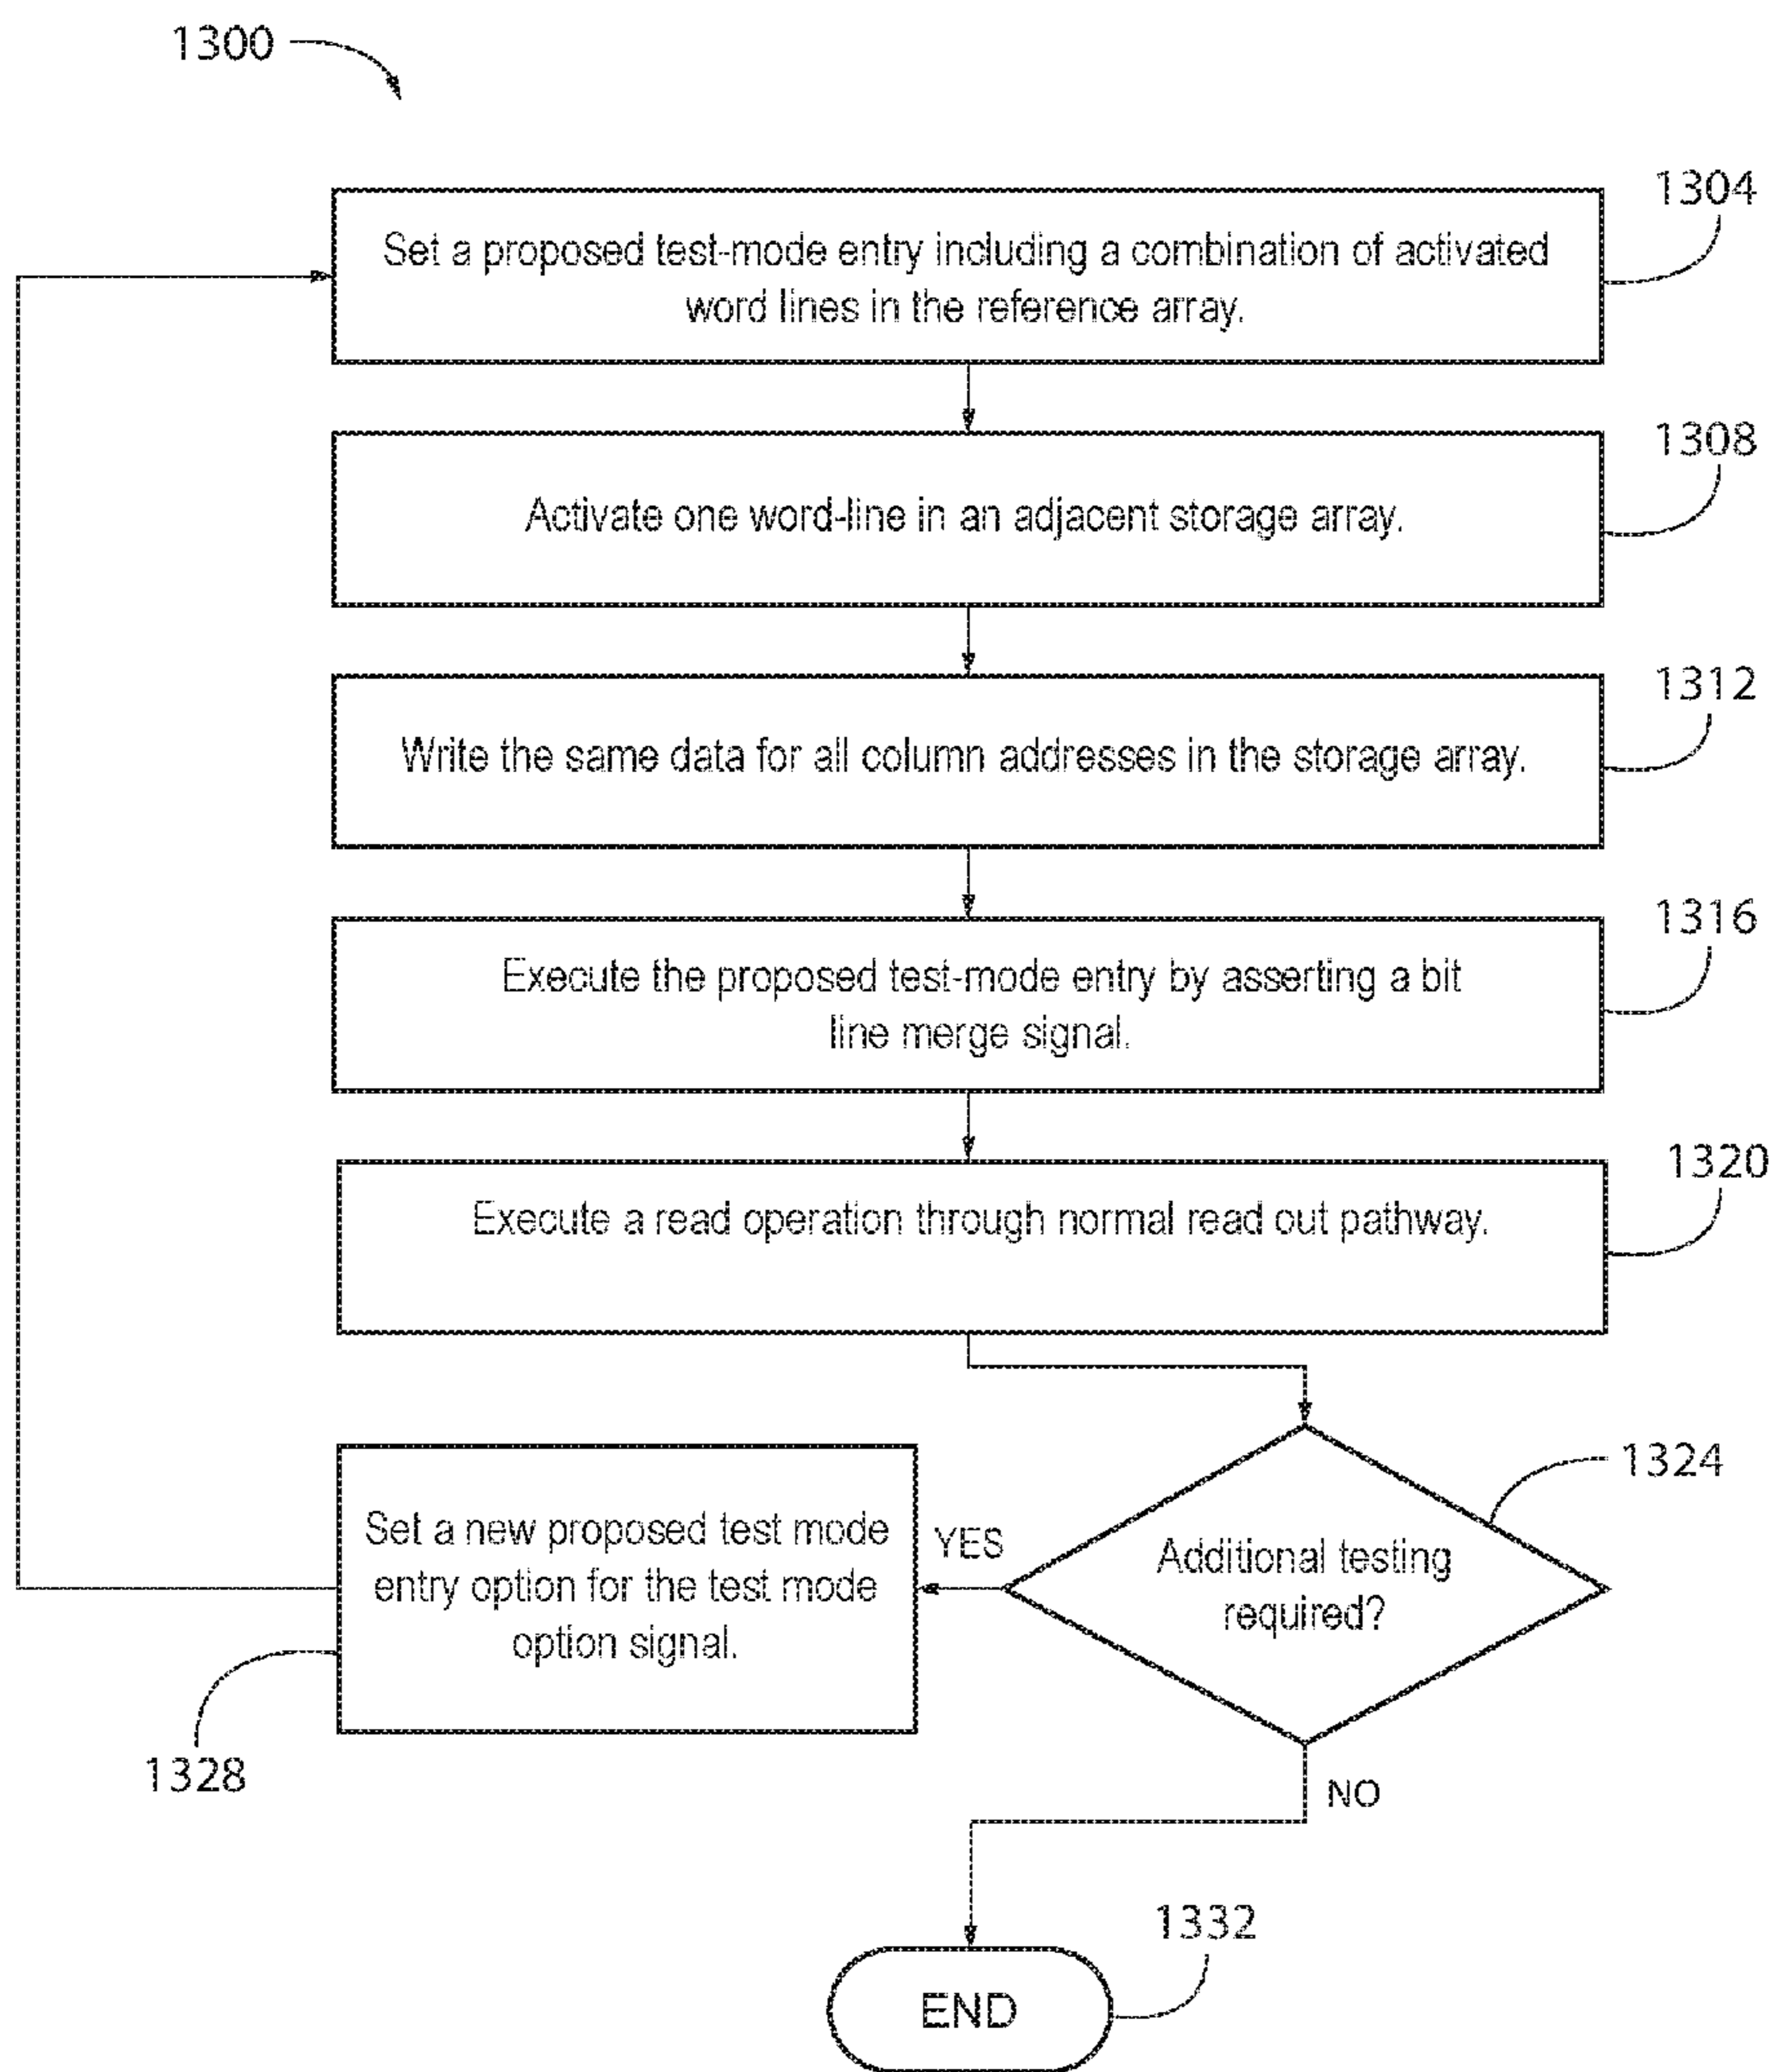 1300
1304
Set a proposed test-mode entry including a combination of activated
word lines in the reference array.
1308
Activate one word-line in an adjacent storage array.
1312
Write the same data for all column addresses in the storage array.
1316
Execute the proposed test-mode entry by asserting a bit
line merge signal.
1320
Execute a read operation through normal read out pathway.
1324
Set a new proposed test mode
entry option for the test mode
option signal.
YES
Additional testing
required?
1328
NO
1332
END